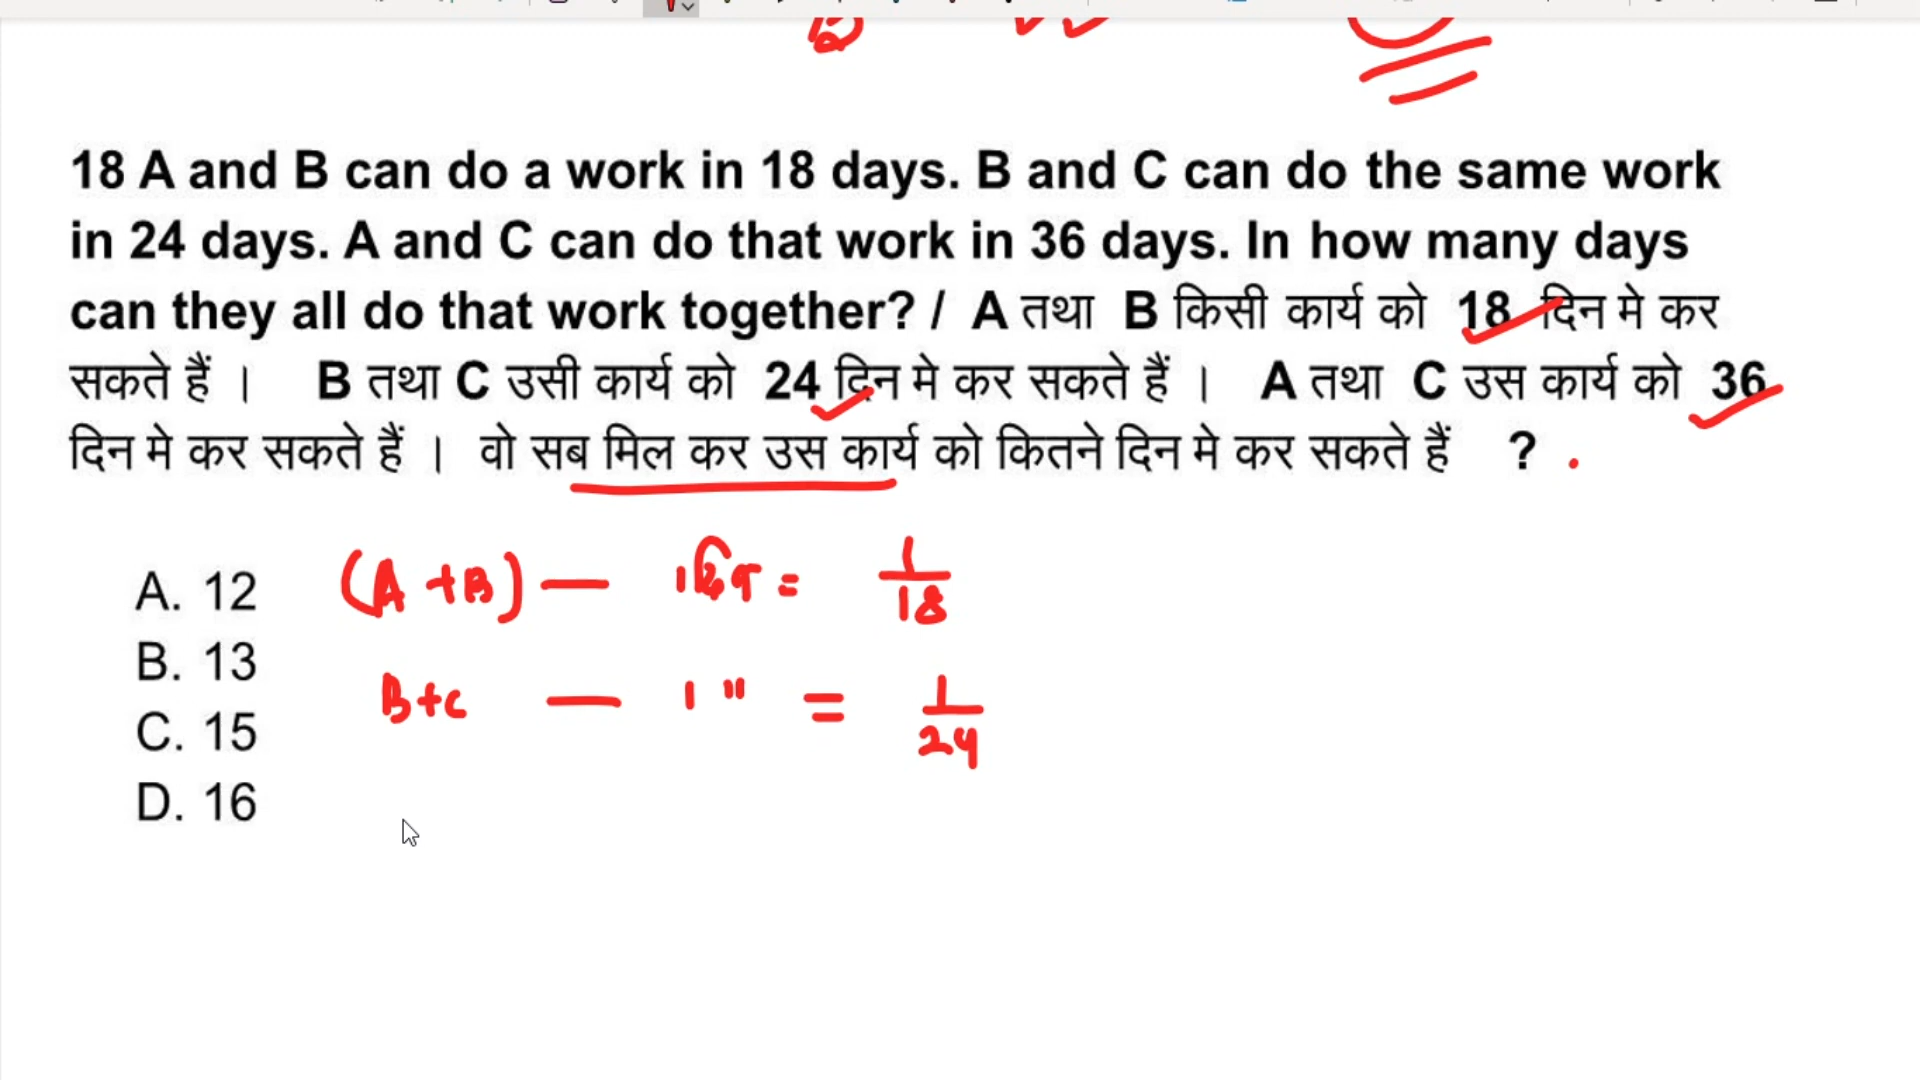 18 A and B can do a work in 18 days. B and C can do the same work
in 24 days. A and C can do that work in 36 days. In how many days
can they all do that work together? / A तथा B किसी कार्य को 18 दिन मे कर
सकते हैं । B तथा C उसी कार्य को 24 दिन मे कर सकते हैं । A तथा C उस कार्य को 36
दिन मे कर सकते हैं । वो सब मिल कर उस कार्य को कितने दिन मे कर सकते हैं ?
A. 12
B. 13
C. 15
D. 16
(A+B) — 1 दिन = 1/18
B+C — 1 " = 1/24